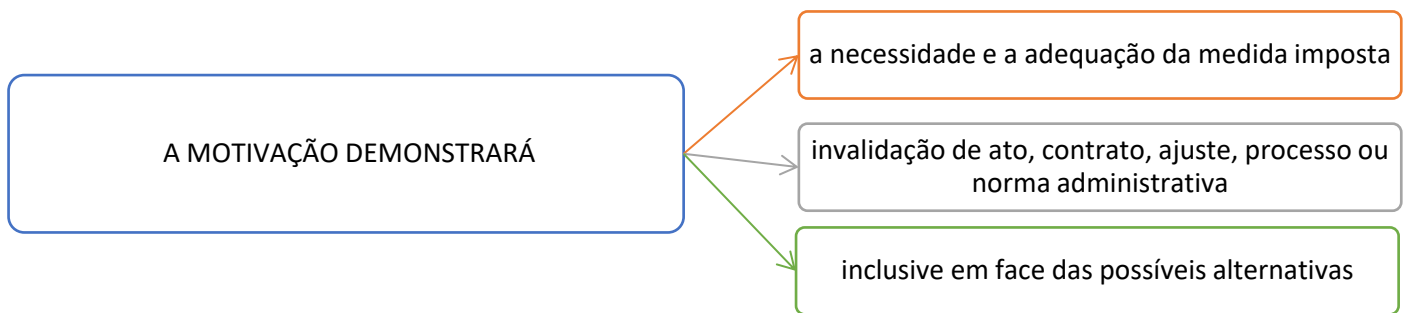 A MOTIVAÇÃO DEMONSTRARÁ
a necessidade e a adequação da medida imposta
invalidação de ato, contrato, ajuste, processo ou
norma administrativa
inclusive em face das possíveis alternativas